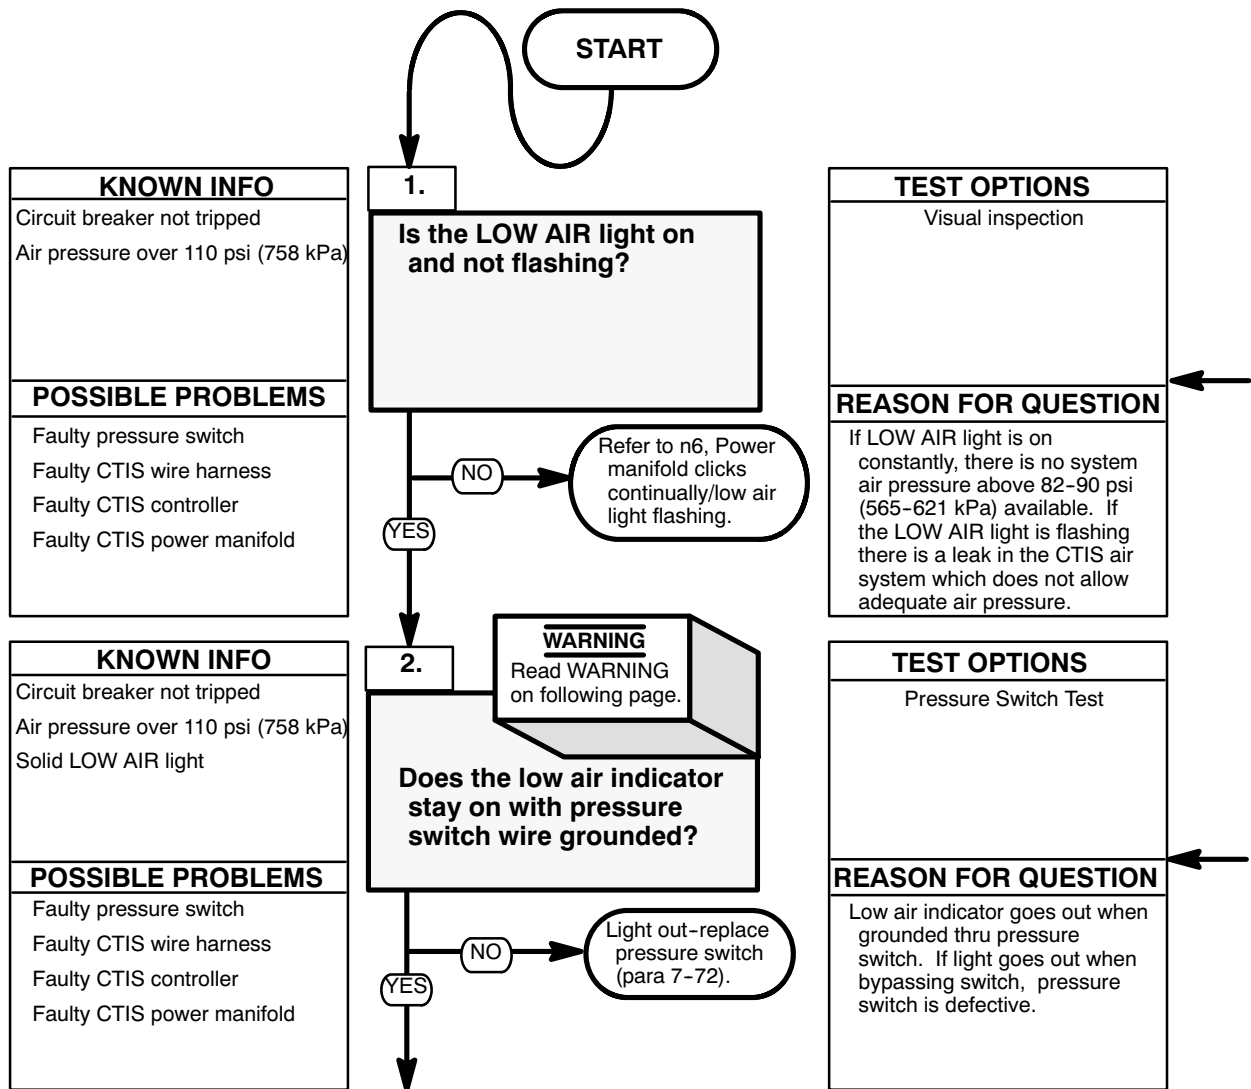 START
KNOWN INFO
Circuit breaker not tripped
Air pressure over 110 psi (758 kPa)
POSSIBLE PROBLEMS
Faulty pressure switch
Faulty CTIS wire harness
Faulty CTIS controller
Faulty CTIS power manifold
1.
Is the LOW AIR light on
and not flashing?
NO
Refer to n6, Power
manifold clicks
continually/low air
light flashing.
YES
TEST OPTIONS
Visual inspection
REASON FOR QUESTION
If LOW AIR light is on
constantly, there is no system
air pressure above 82-90 psi
(565-621 kPa) available. If
the LOW AIR light is flashing
there is a leak in the CTIS air
system which does not allow
adequate air pressure.
KNOWN INFO
Circuit breaker not tripped
Air pressure over 110 psi (758 kPa)
Solid LOW AIR light
POSSIBLE PROBLEMS
Faulty pressure switch
Faulty CTIS wire harness
Faulty CTIS controller
Faulty CTIS power manifold
2.
WARNING
Read WARNING
on following page.
Does the low air indicator
stay on with pressure
switch wire grounded?
NO
Light out-replace
pressure switch
(para 7-72).
YES
TEST OPTIONS
Pressure Switch Test
REASON FOR QUESTION
Low air indicator goes out when
grounded thru pressure
switch. If light goes out when
bypassing switch, pressure
switch is defective.